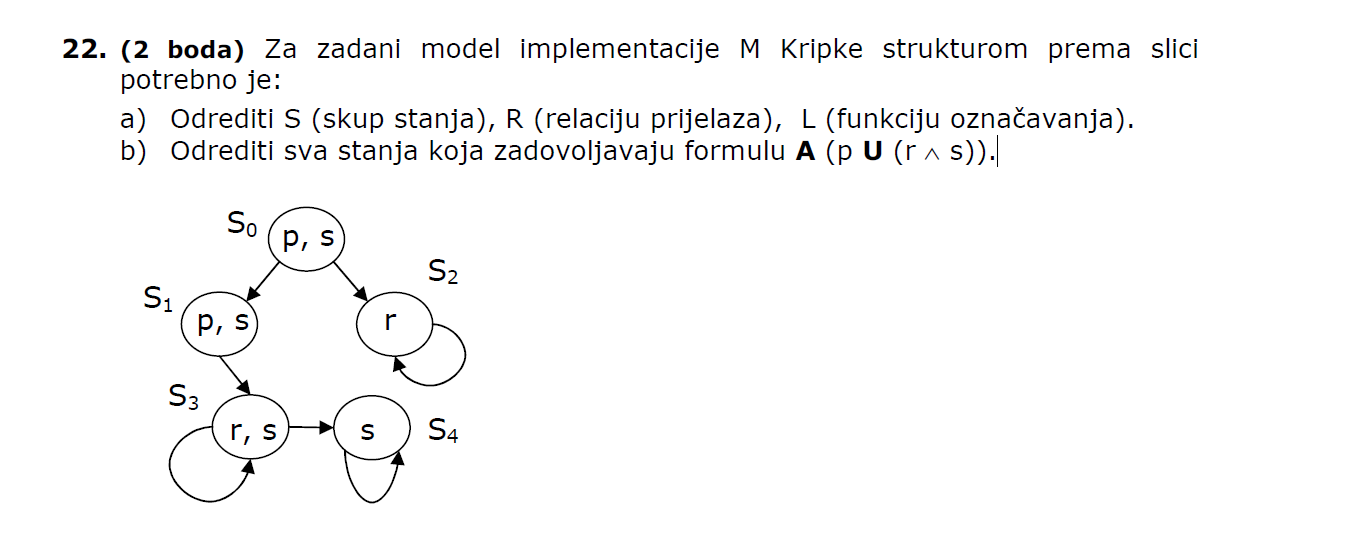 22. (2 boda) Za zadani model implementacije M Kripke strukturom prema slici
potrebno je:
a) Odrediti S (skup stanja), R (relaciju prijelaza), L (funkciju označavanja).
b) Odrediti sva stanja koja zadovoljavaju formulu A (p U (r ∧ s)).
S₀
p, s
S₂
S₁
p, s
r
S₃
r, s
s
S₄